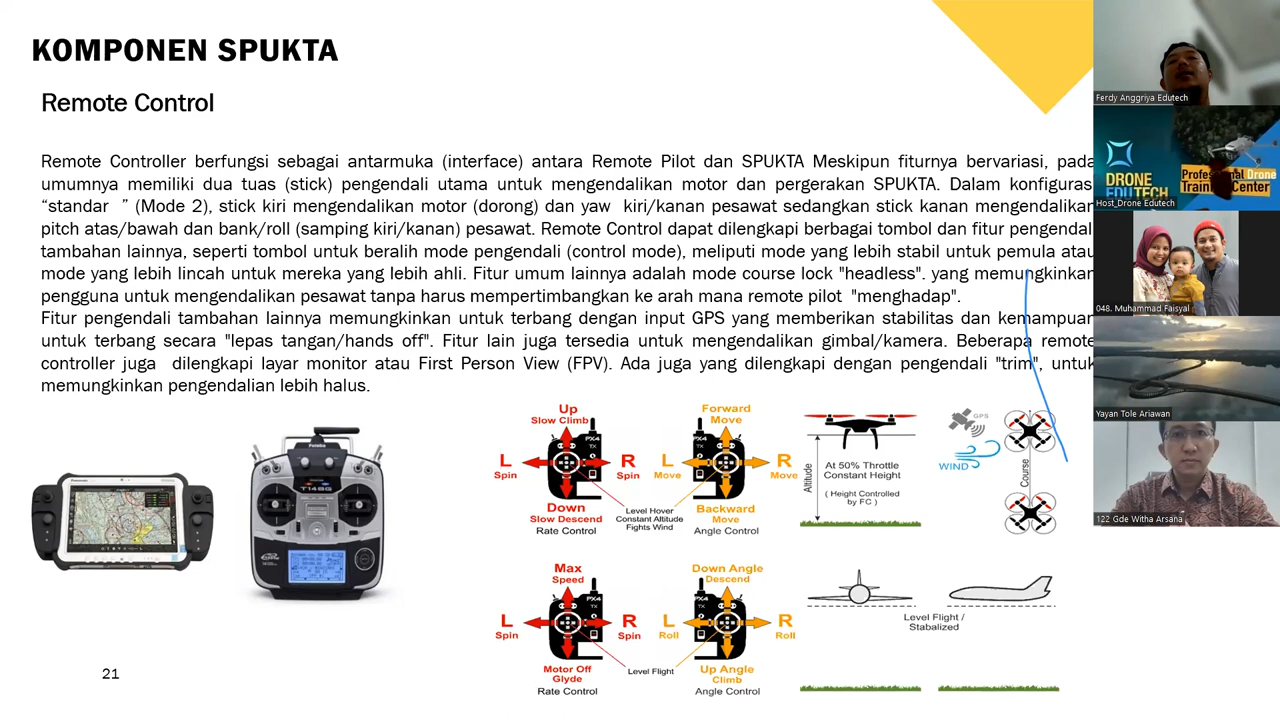 KOMPONEN SPUKTA
Remote Control
Remote Controller berfungsi sebagai antarmuka (interface) antara Remote Pilot dan SPUKTA Meskipun fiturnya bervariasi, pada
umumnya memiliki dua tuas (stick) pengendali utama untuk mengendalikan motor dan pergerakan SPUKTA. Dalam konfigurasi
“standar ” (Mode 2), stick kiri mengendalikan motor (dorong) dan yaw kiri/kanan pesawat sedangkan stick kanan mengendalikan
pitch atas/bawah dan bank/roll (samping kiri/kanan) pesawat. Remote Control dapat dilengkapi berbagai tombol dan fitur pengendali
tambahan lainnya, seperti tombol untuk beralih mode pengendali (control mode), meliputi mode yang lebih stabil untuk pemula atau
mode yang lebih lincah untuk mereka yang lebih ahli. Fitur umum lainnya adalah mode course lock "headless". yang memungkinkan
pengguna untuk mengendalikan pesawat tanpa harus mempertimbangkan ke arah mana remote pilot "menghadap".
Fitur pengendali tambahan lainnya memungkinkan untuk terbang dengan input GPS yang memberikan stabilitas dan kemampuan
untuk terbang secara "lepas tangan/hands off". Fitur lain juga tersedia untuk mengendalikan gimbal/kamera. Beberapa remote
controller juga dilengkapi layar monitor atau First Person View (FPV). Ada juga yang dilengkapi dengan pengendali "trim", untuk
memungkinkan pengendalian lebih halus.
Up
Slow Climb
L
Spin
R
Spin
Down
Slow Descend
Rate Control
PX4
TX
Level Hover
Constant Altitude
Fights Wind
Forward
Move
L
Move
R
Move
Backward
Move
Angle Control
PX4
TX
Altitude
At 50% Throttle
Constant Height
( Height Controlled
by FC )
GPS
WIND
Course
Max
Speed
L
Spin
R
Spin
Motor Off
Glyde
Rate Control
PX4
TX
Level Flight
Down Angle
Descend
L
Roll
R
Roll
Up Angle
Climb
Angle Control
PX4
TX
Level Flight /
Stabalized
Futaba
T14SG
21
Ferdy Anggriya Edutech
DRONE
EDUTECH
Professional Drone
Training Center
Host_Drone Edutech
048. Muhammad Faisyal
Yayan Tole Ariawan
122 Gde Witha Arsana